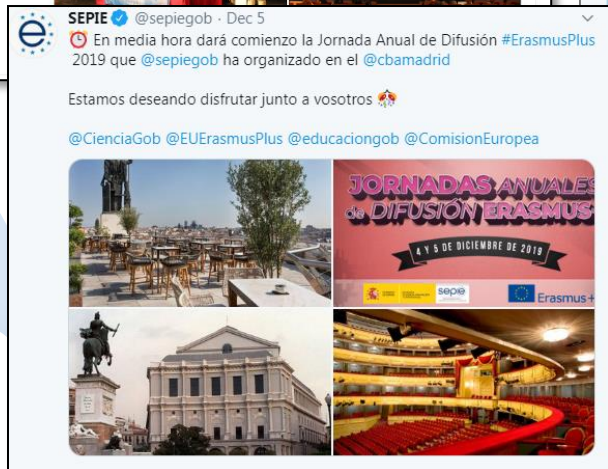 SEPIE @sepiegob · Dec 5
⏰ En media hora dará comienzo la Jornada Anual de Difusión #ErasmusPlus
2019 que @sepiegob ha organizado en el @cbamadrid
Estamos deseando disfrutar junto a vosotros 🎊
@CienciaGob @EUErasmusPlus @educaciongob @ComisionEuropea
JORNADAS ANUALES
de DIFUSIÓN ERASMUS+
4 Y 5 DE DICIEMBRE DE 2019
sepie
Erasmus+